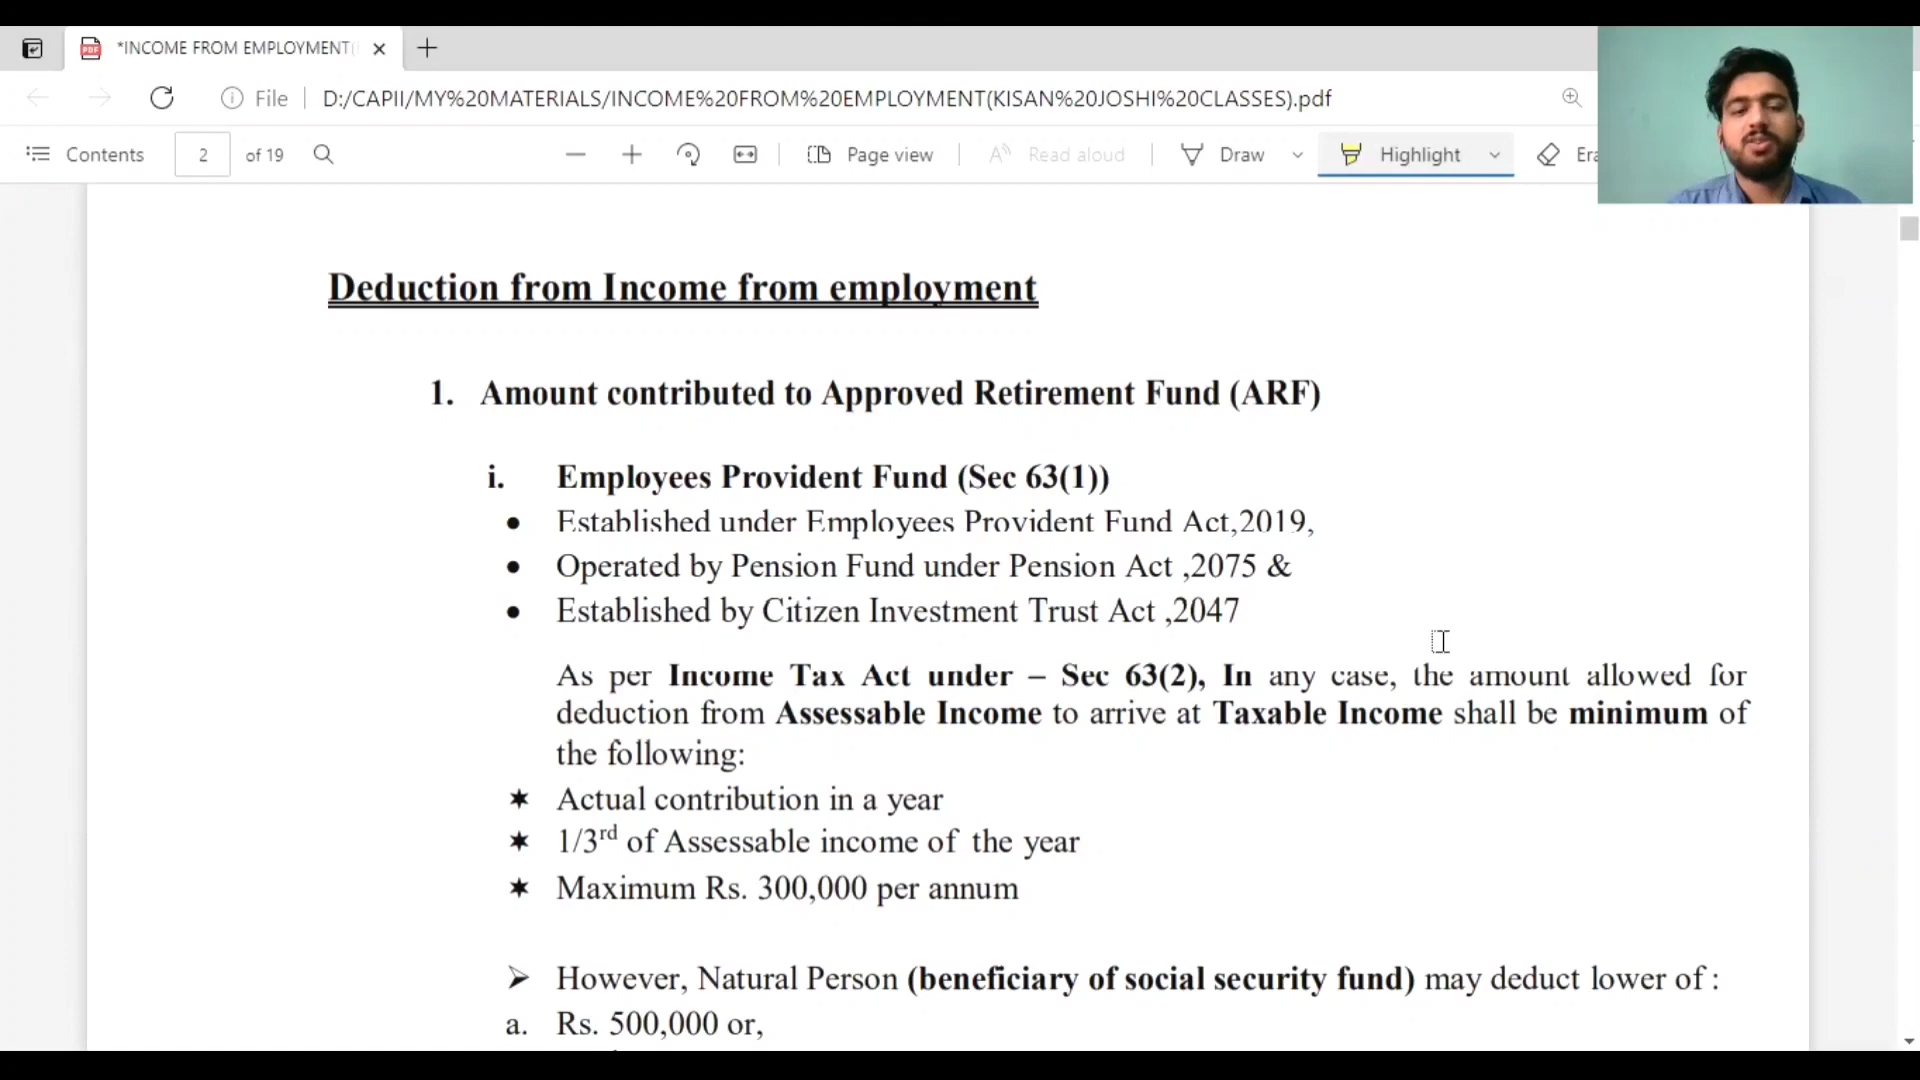 *INCOME FROM EMPLOYMENT(
File
D:/CAPII/MY%20MATERIALS/INCOME%20FROM%20EMPLOYMENT(KISAN%20JOSHI%20CLASSES).pdf
Contents 2 of 19 Page view Read aloud Draw Highlight Era
Deduction from Income from employment
1. Amount contributed to Approved Retirement Fund (ARF)
i. Employees Provident Fund (Sec 63(1))
• Established under Employees Provident Fund Act,2019,
• Operated by Pension Fund under Pension Act ,2075 &
• Established by Citizen Investment Trust Act ,2047
As per Income Tax Act under – Sec 63(2), In any case, the amount allowed for
deduction from Assessable Income to arrive at Taxable Income shall be minimum of
the following:
✶ Actual contribution in a year
✶ 1/3rd of Assessable income of the year
✶ Maximum Rs. 300,000 per annum
➢ However, Natural Person (beneficiary of social security fund) may deduct lower of :
a. Rs. 500,000 or,